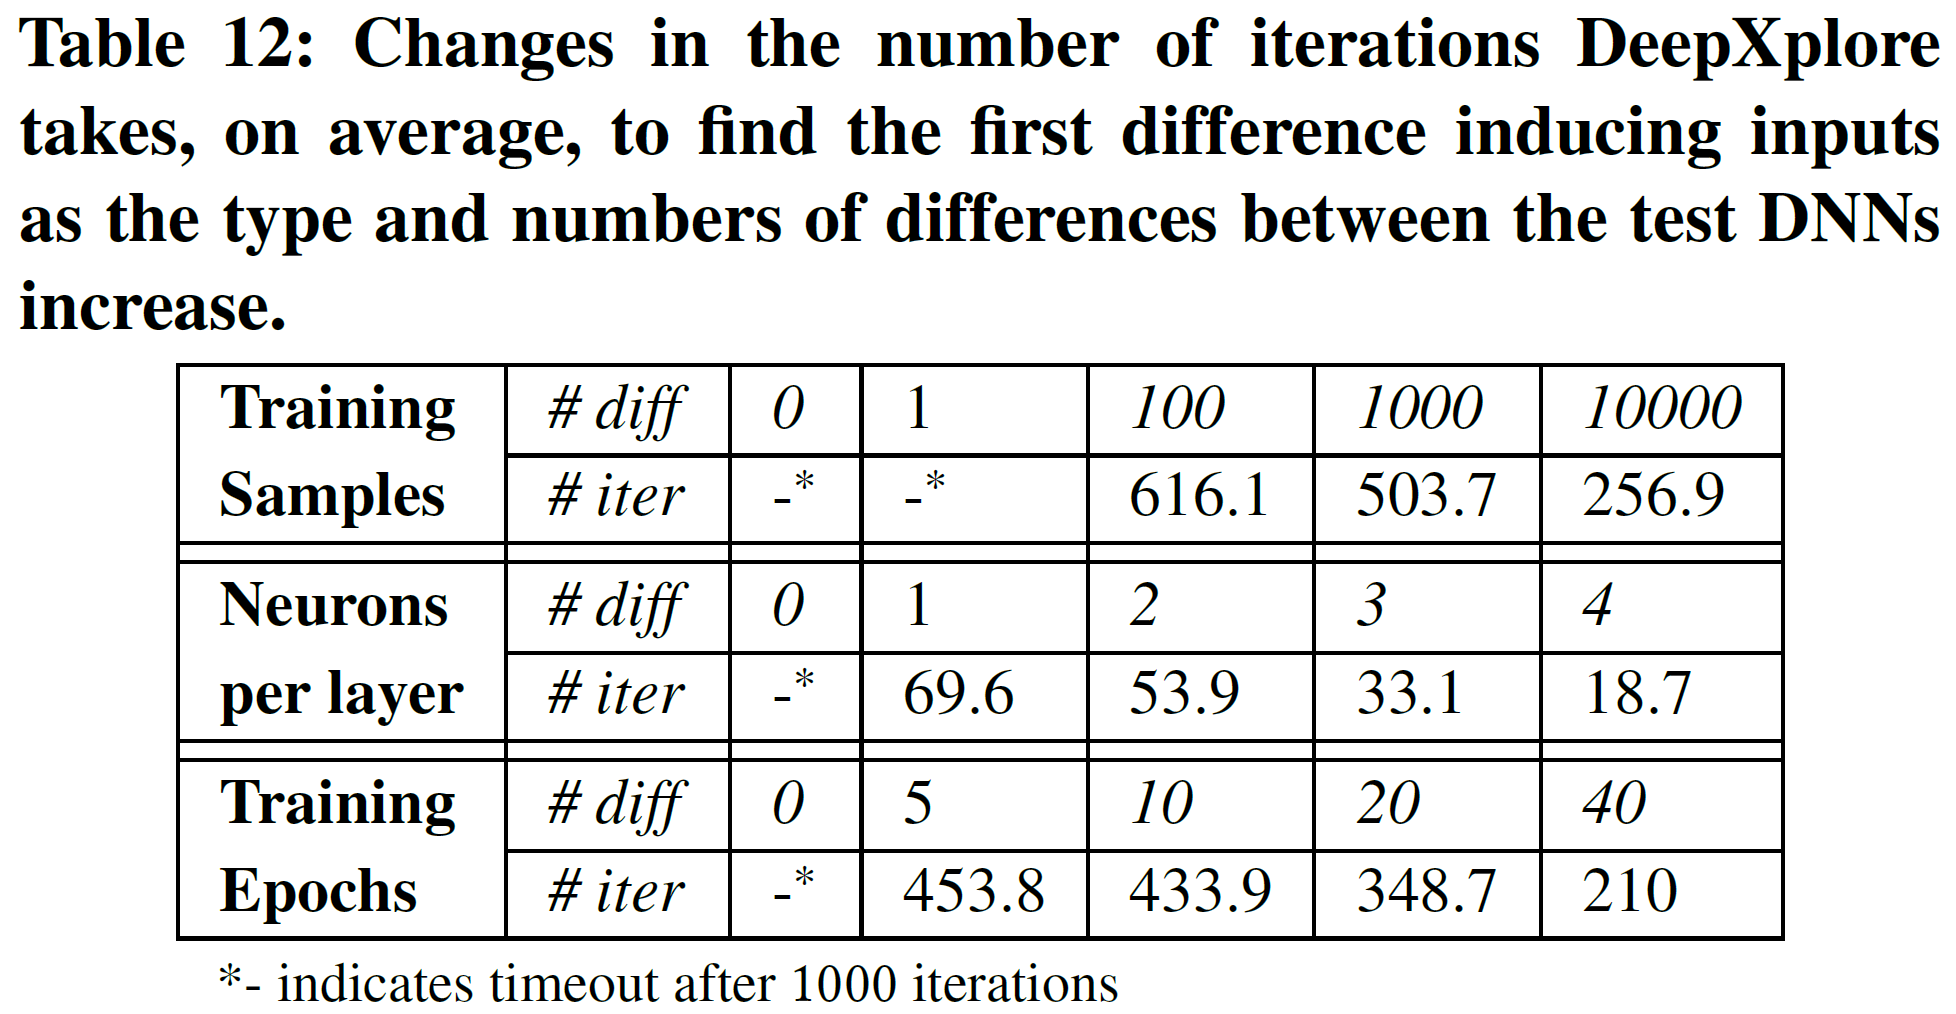 Table 12: Changes in the number of iterations DeepXplore
takes, on average, to find the first difference inducing inputs
as the type and numbers of differences between the test DNNs
increase.
Training # diff 0 1 100 1000 10000
Samples # iter -* -* 616.1 503.7 256.9
Neurons # diff 0 1 2 3 4
per layer # iter -* 69.6 53.9 33.1 18.7
Training # diff 0 5 10 20 40
Epochs # iter -* 453.8 433.9 348.7 210
*- indicates timeout after 1000 iterations